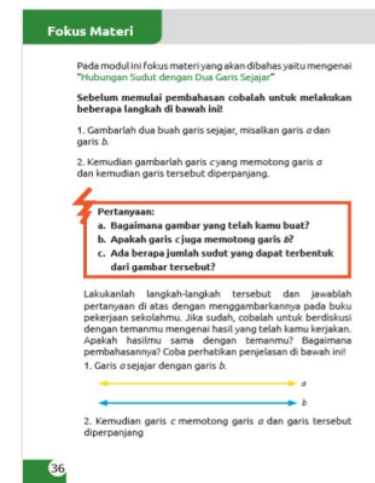 Fokus Materi
Pada modul ini fokus materi yang akan dibahas yaitu mengenai
"Hubungan Sudut dengan Dua Garis Sejajar"
Sebelum memulai pembahasan cobalah untuk melakukan
beberapa langkah di bawah ini!
1. Gambarlah dua buah garis sejajar, misalkan garis a dan
garis b.
2. Kemudian gambarlah garis c yang memotong garis a
dan kemudian garis tersebut diperpanjang.
Pertanyaan:
a. Bagaimana gambar yang telah kamu buat?
b. Apakah garis c juga memotong garis b?
c. Ada berapa jumlah sudut yang dapat terbentuk
dari gambar tersebut?
Lakukanlah langkah-langkah tersebut dan jawablah
pertanyaan di atas dengan menggambarkannya pada buku
pekerjaan sekolahmu. Jika sudah, cobalah untuk berdiskusi
dengan temanmu mengenai hasil yang telah kamu kerjakan.
Apakah hasilmu sama dengan temanmu? Bagaimana
pembahasannya? Coba perhatikan penjelasan di bawah ini!
1. Garis a sejajar dengan garis b.
a
b
2. Kemudian garis c memotong garis a dan garis tersebut
diperpanjang
36